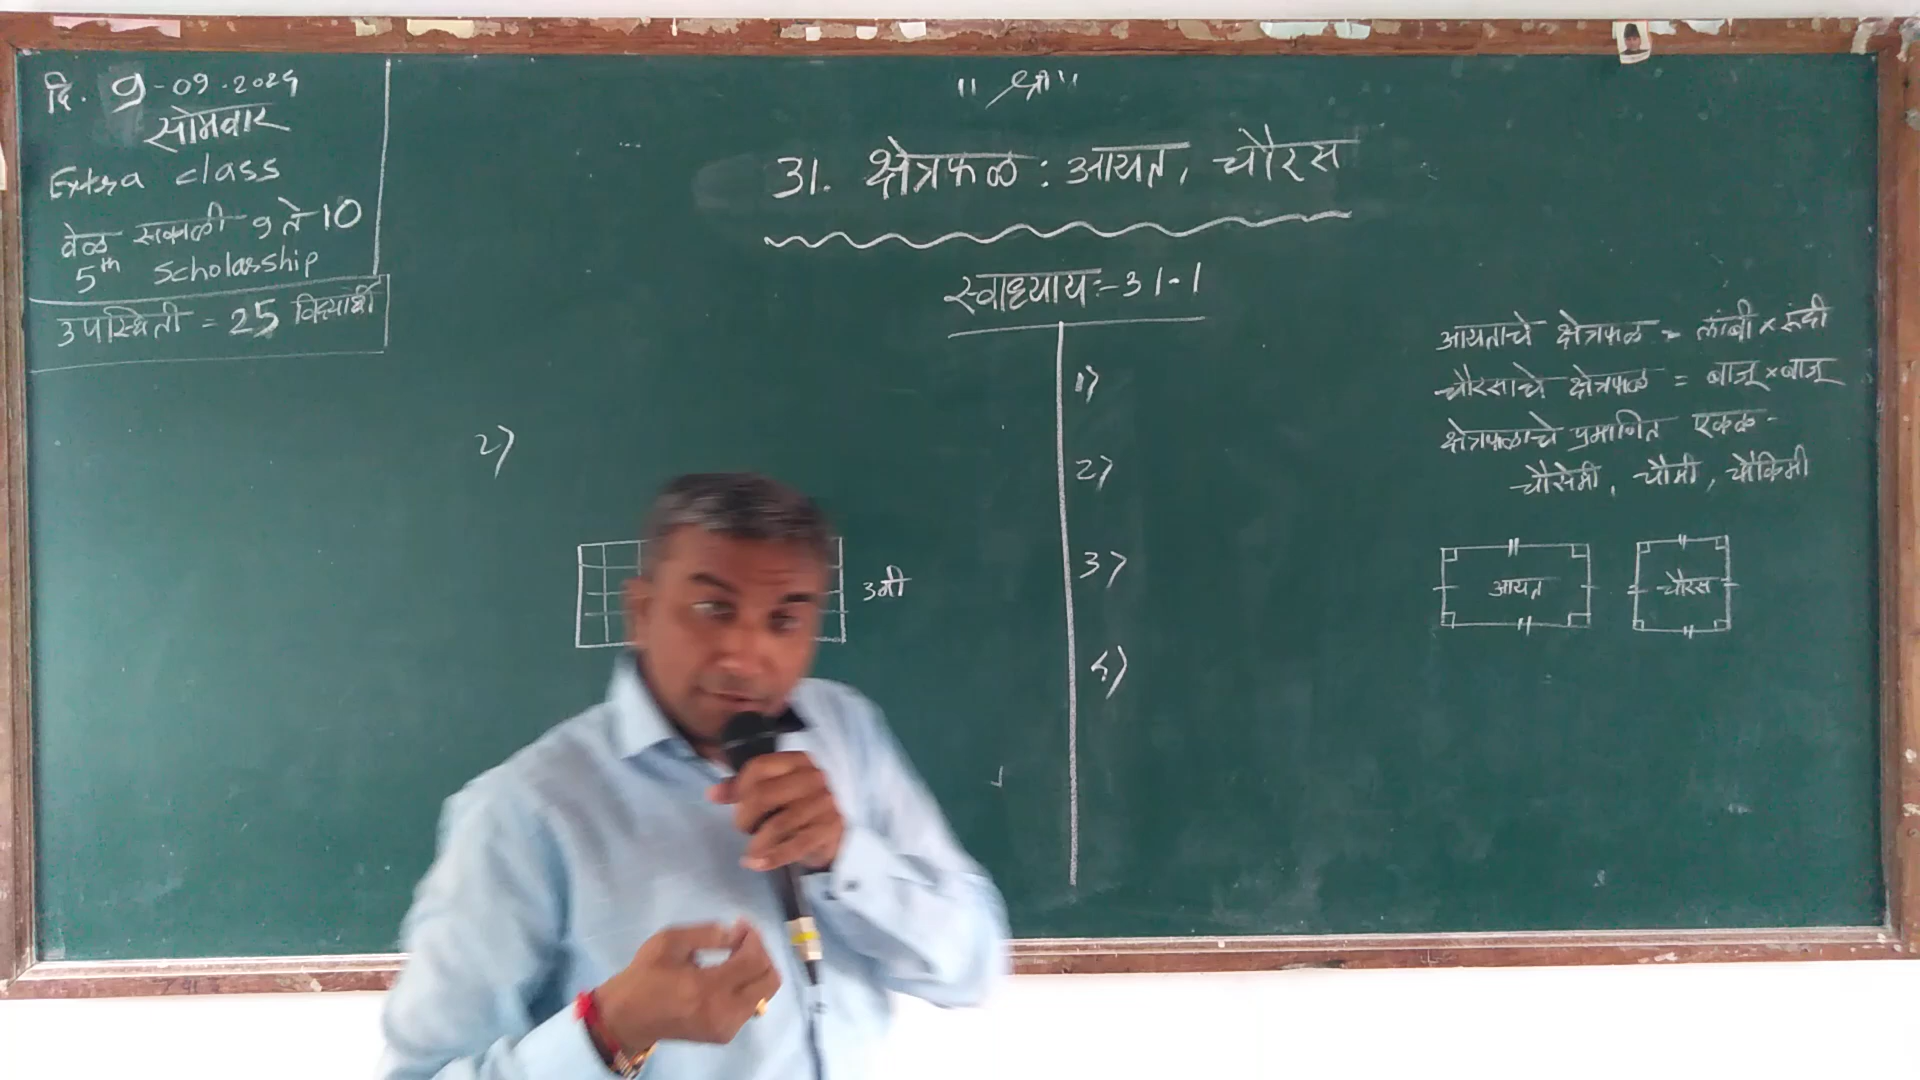 दि. 9-09-2024
सोमवार
Extra class
वेळ सकाळी 9 ते 10
5th Scholarship
उपस्थिती = 25 विद्यार्थी
"श्री"
31. क्षेत्रफळ : आयत, चौरस
स्वाध्याय:- 31-1
1)
2)
3)
4)
2)
3मी
आयताचे क्षेत्रफळ = लांबी × रुंदी
चौरसाचे क्षेत्रफळ = बाजू × बाजू
क्षेत्रफळाचे प्रमाणित एकक -
चौसेमी, चौमी, चौकिमी
आयत
चौरस